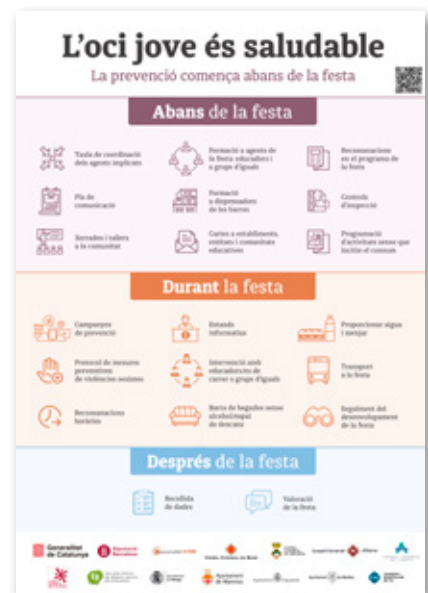 L'oci jove és saludable
La prevenció comença abans de la festa
Abans de la festa
Taula de coordinació
dels agents implicats
Formació a agents de
la festa: educadors i
a grups d'iguals
Recomanacions
en el programa de
la festa
Pla de
comunicació
Formació
a dispensadors
de les barres
Controls
d'inspecció
Xerrades i tallers
a la comunitat
Cartes a establiments,
entitats i comunitats
educatives
Programació
d'activitats sense que
incitin el consum
Durant la festa
Campanyes
de prevenció
Estands
informatius
Proporcionar aigua
i menjar
Protocol de mesures
preventives
de violències sexistes
Intervenció amb
educadors/es de
carrer o grups d'iguals
Transport
a la festa
Recomanacions
horàries
Barra de begudes sense
alcohol/espai
de descans
Seguiment del
desenvolupament
de la festa
Després de la festa
Recollida
de dades
Valoració
de la festa
Generalitat
de Catalunya
Diputació
Barcelona
Ajuntament
de Manresa